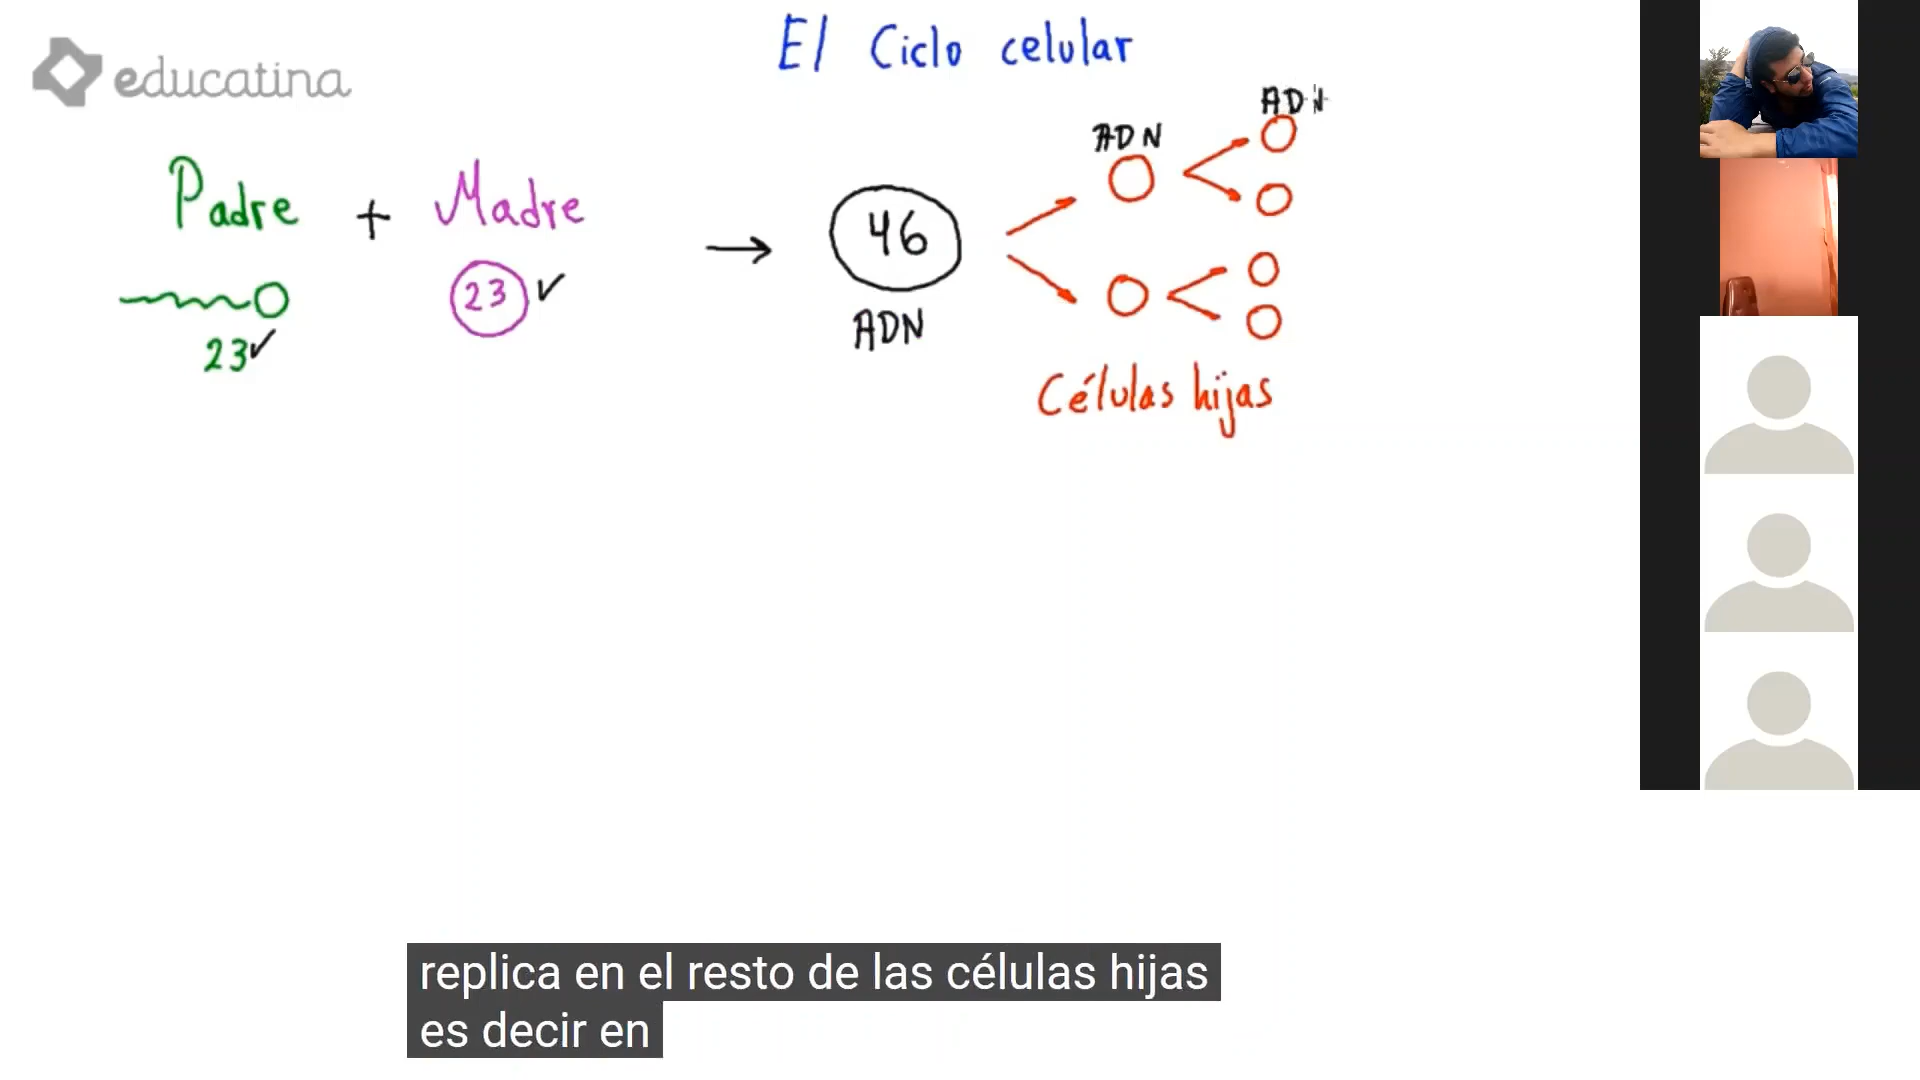 educatina
El Ciclo celular
Padre + Madre
23
23
46
ADN
ADN
ADN
Células hijas
replica en el resto de las células hijas
es decir en